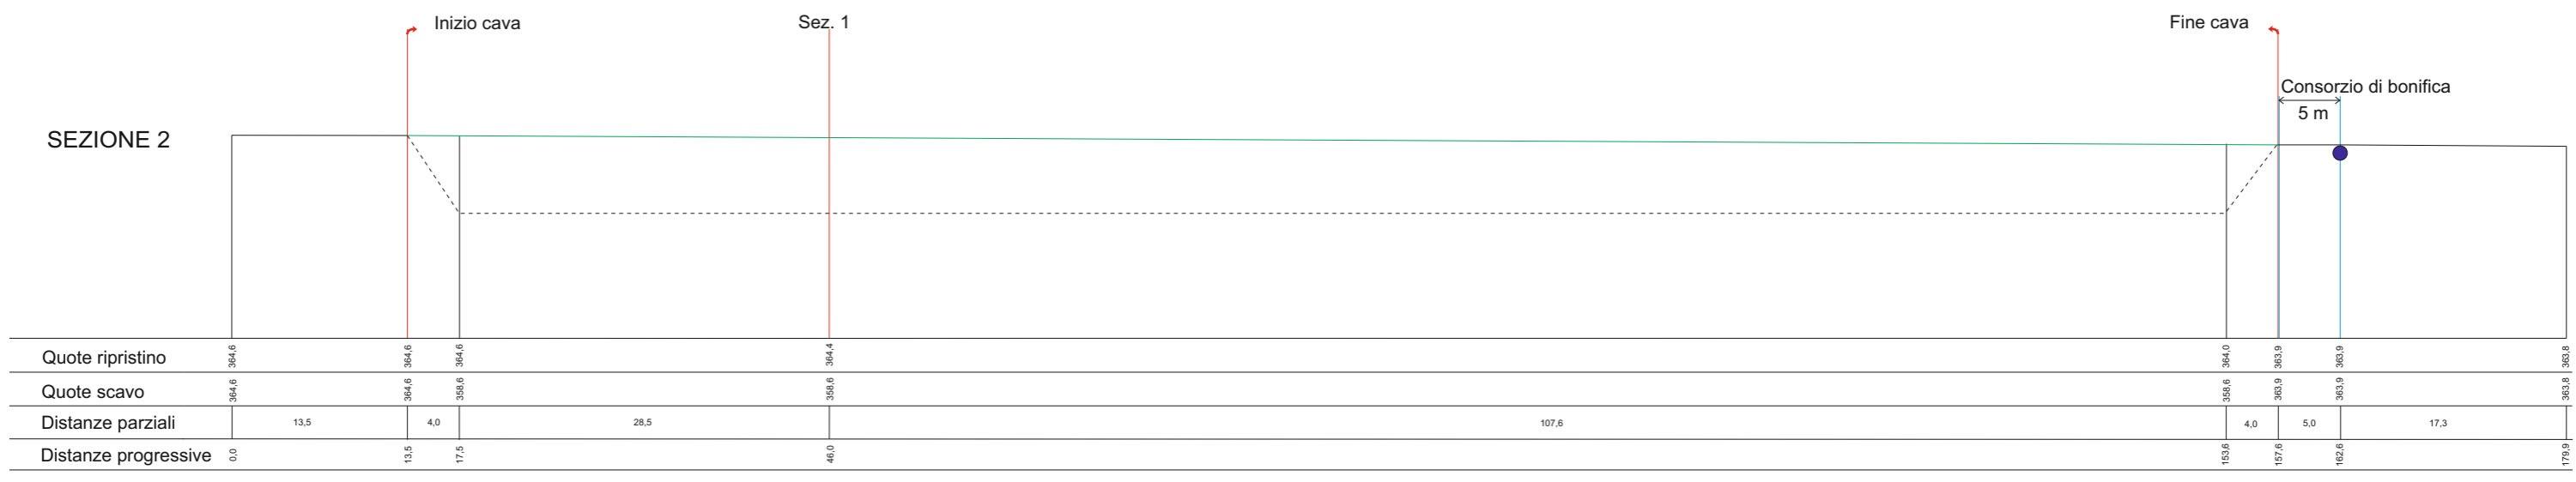 Inizio cava
Sez. 1
Fine cava
Consorzio di bonifica
5 m
SEZIONE 2
Quote ripristino 364,6 364,6 364,6 364,4 364,0 363,9 363,9 363,8
Quote scavo 364,6 364,6 358,6 358,6 358,6 363,9 363,9 363,8
Distanze parziali 13,5 4,0 28,5 107,6 4,0 5,0 17,3
Distanze progressive 0,0 13,5 17,5 46,0 153,6 157,6 162,6 179,9